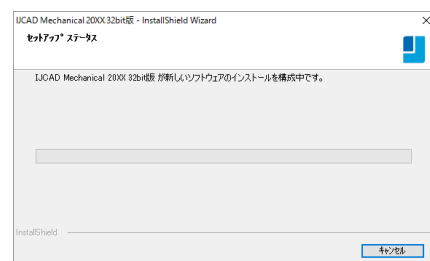 IJCAD Mechanical 20XX 32bit版 - InstallShield Wizard
セットアップ ステータス
IJCAD Mechanical 20XX 32bit版 が新しいソフトウェアのインストールを構成中です。
InstallShield
キャンセル